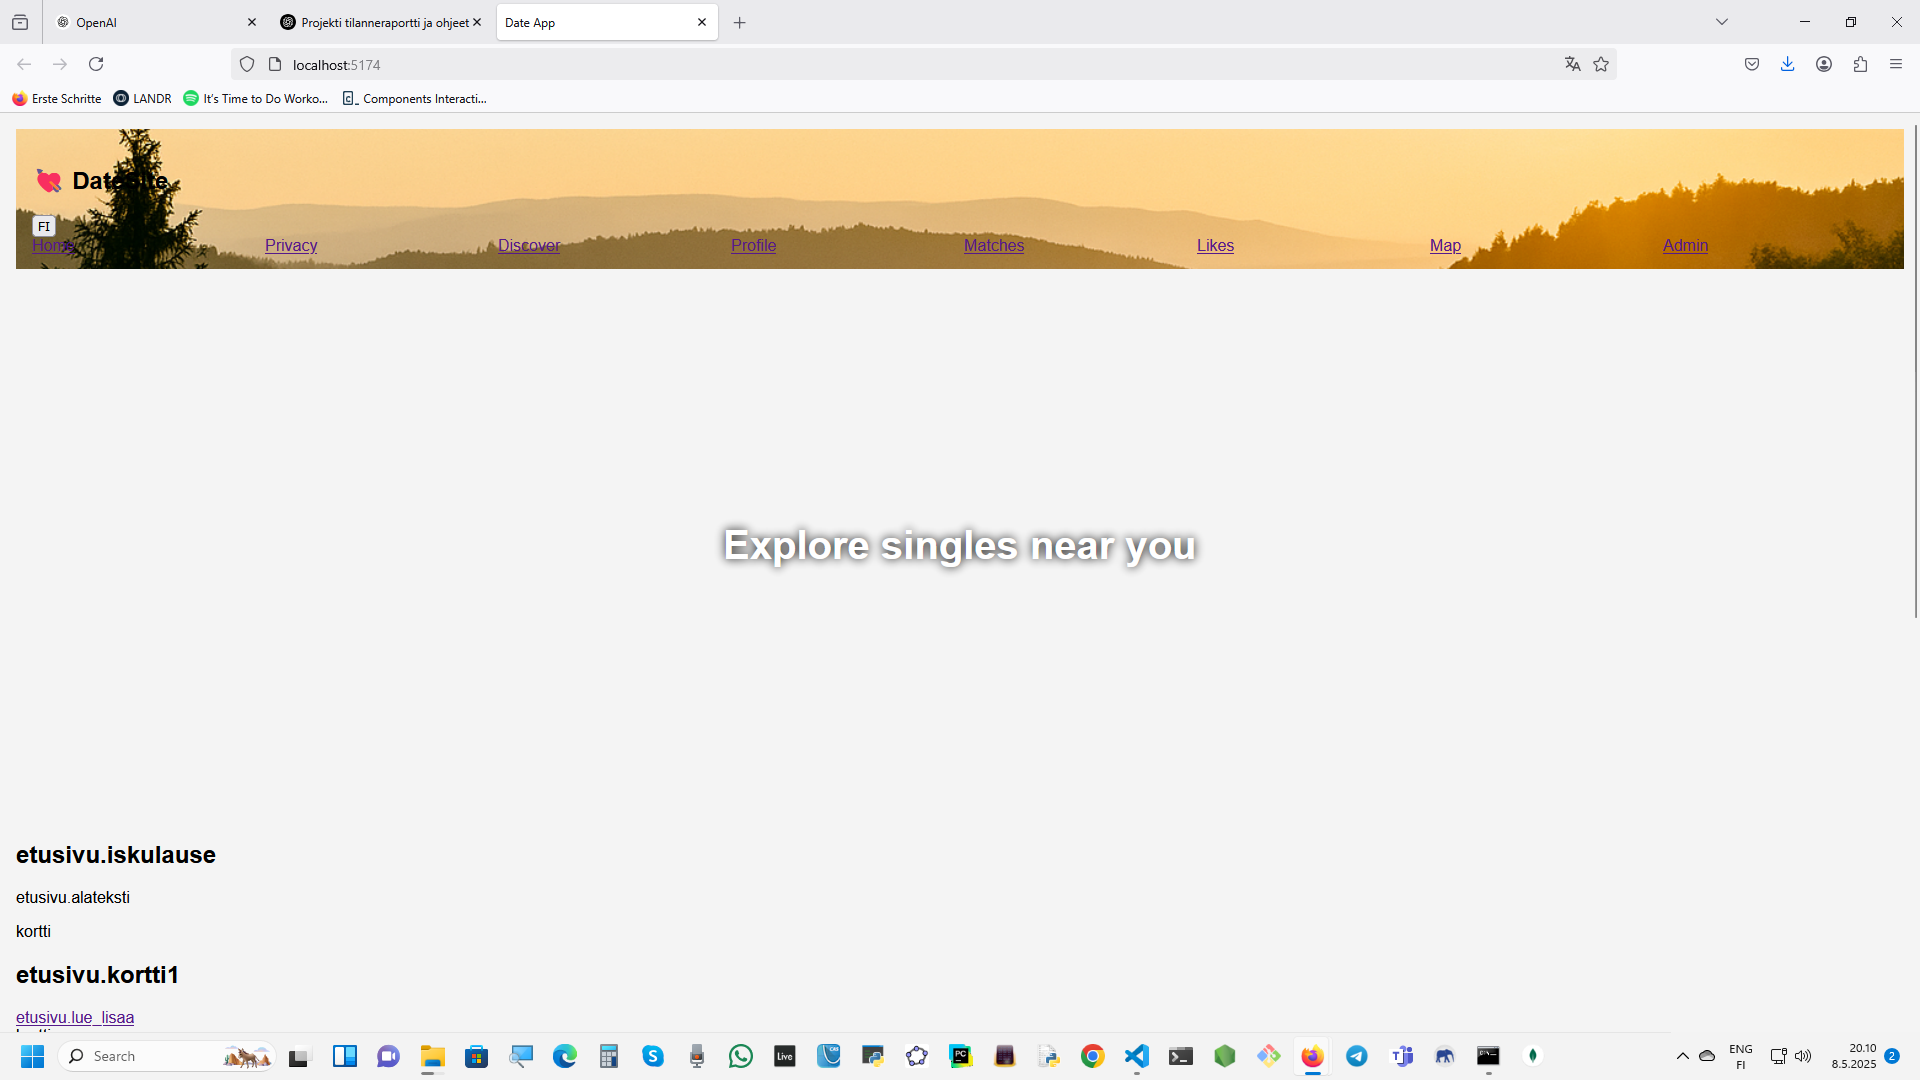 OpenAI
Projekti tilanneraportti ja ohjeet
Date App
localhost:5174
Erste Schritte
LANDR
It's Time to Do Worko...
Components Interacti...
DateSite
FI
Home
Privacy
Discover
Profile
Matches
Likes
Map
Admin
Explore singles near you
etusivu.iskulause
etusivu.alateksti
kortti
etusivu.kortti1
etusivu.lue_lisaa
Search
Live
ENG
FI
20.10
8.5.2025
2